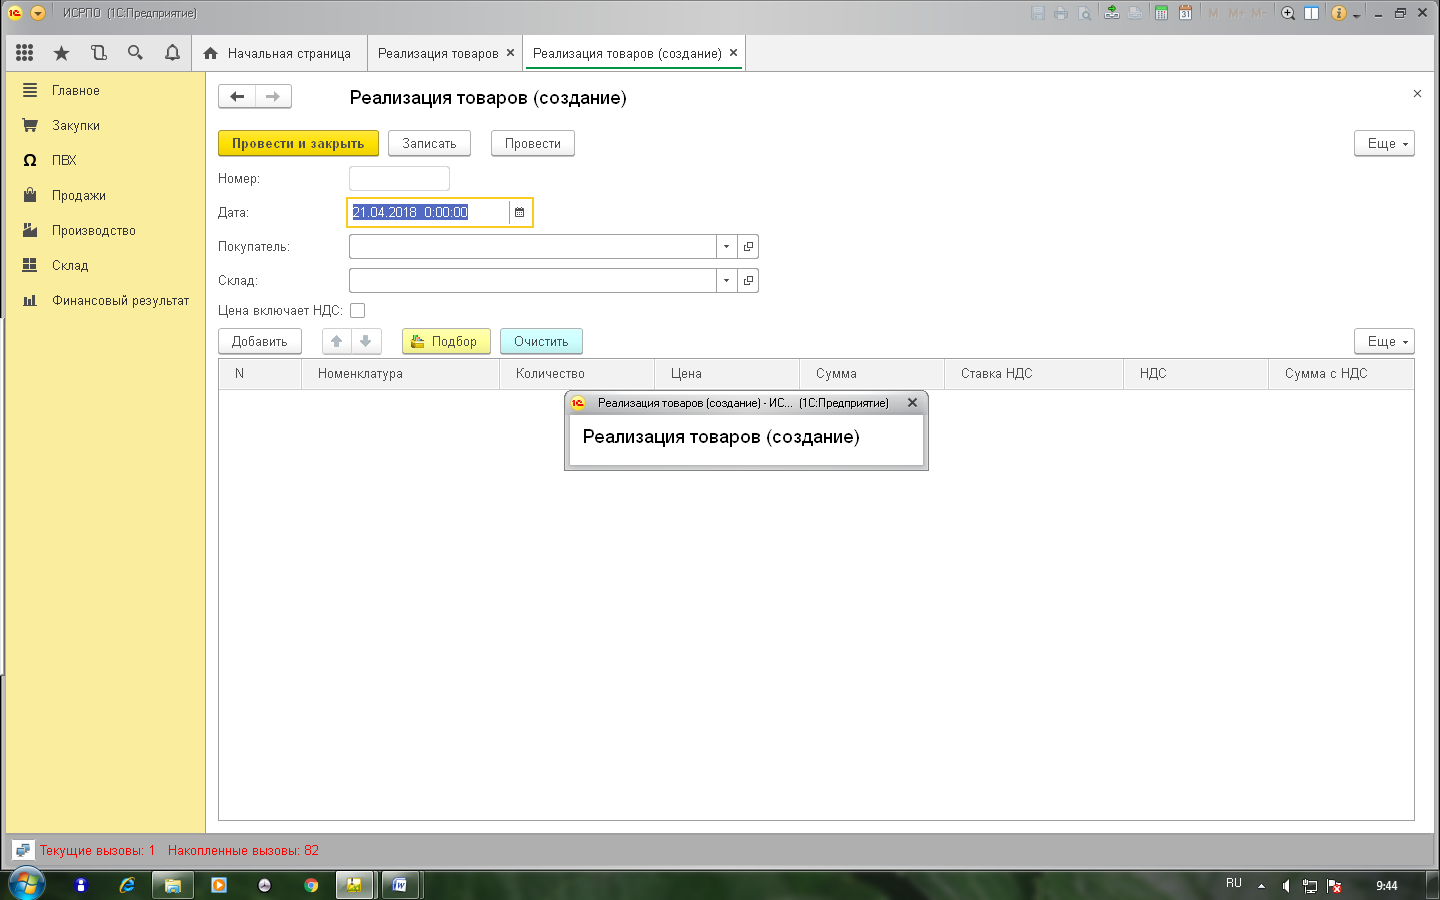 ИСРПО (1С:Предприятие)
M M+ M-
Начальная страница
Реализация товаров
Реализация товаров (создание)
Главное
Закупки
ПВХ
Продажи
Производство
Склад
Финансовый результат
Реализация товаров (создание)
Провести и закрыть
Записать
Провести
Еще
Номер:
Дата: 21.04.2018 0:00:00
Покупатель:
Склад:
Цена включает НДС:
Добавить
Подбор
Очистить
Еще
N Номенклатура Количество Цена Сумма Ставка НДС НДС Сумма с НДС
Реализация товаров (создание) - ИС... (1С:Предприятие)
Реализация товаров (создание)
Текущие вызовы: 1 Накопленные вызовы: 82
RU
9:44